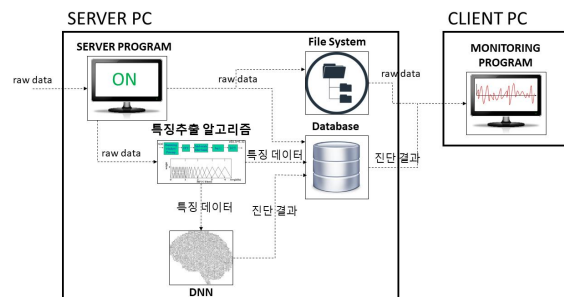 SERVER PC
CLIENT PC
SERVER PROGRAM
File System
MONITORING
PROGRAM
raw data
ON
raw data
raw data
특징추출 알고리즘
Database
raw data
특징 데이터
진단 결과
특징 데이터
진단 결과
DNN